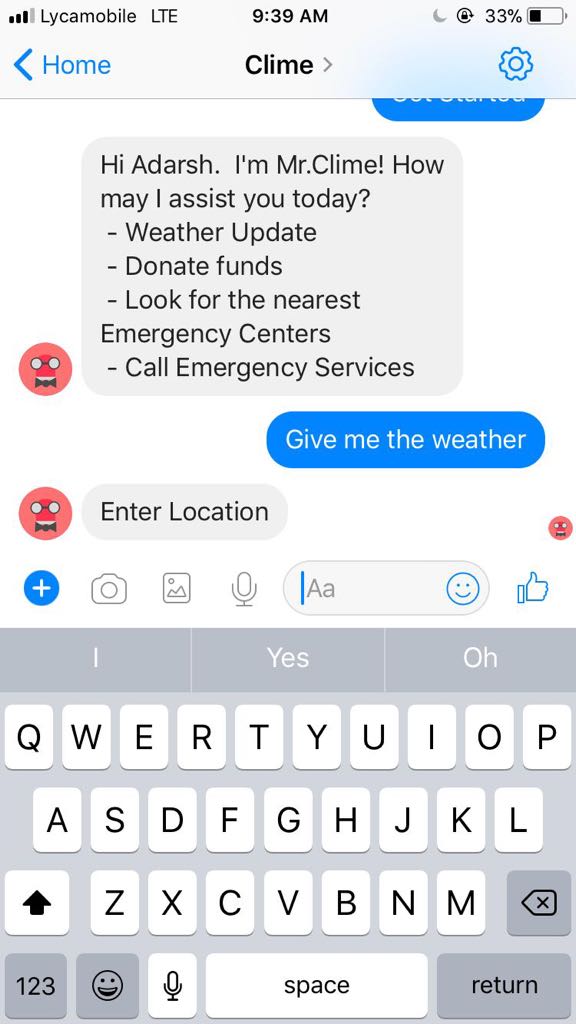 Lycamobile LTE 9:39 AM 33%
Home Clime
Get Started
Hi Adarsh.  I'm Mr.Clime! How
may I assist you today?
- Weather Update
- Donate funds
- Look for the nearest
Emergency Centers
- Call Emergency Services
Give me the weather
Enter Location
Aa
I Yes Oh
Q W E R T Y U I O P
A S D F G H J K L
Z X C V B N M
123 space return